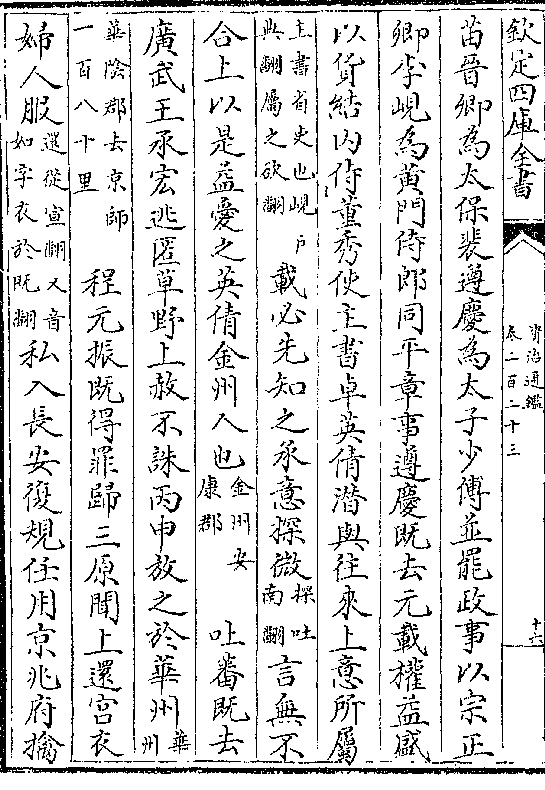 欽定四庫全書
資治通鑑
卷二百二十三
十六
苗晉卿為太保裴遵慶為太子少傅並罷政事以宗正
卿李峴為黃門侍郎同平章事遵慶既去元載權益盛
以貨結内侍董秀使主書卓英倩潛與往來上意所屬
主書省史也峴戶
典翻屬之欲翻
載必先知之承意探微
探吐
南翻
言無不
合上以是益愛之英倩金州人也
金州安
康郡
吐蕃既去
廣武王承宏逃匿草野上赦不誅丙申放之於華州
華
州
華陰郡去京師
一百八十里
程元振既得罪歸三原聞上還宫衣
婦人服
還從宣翻又音
如字衣於既翻
私入長安復規任用京兆府擒